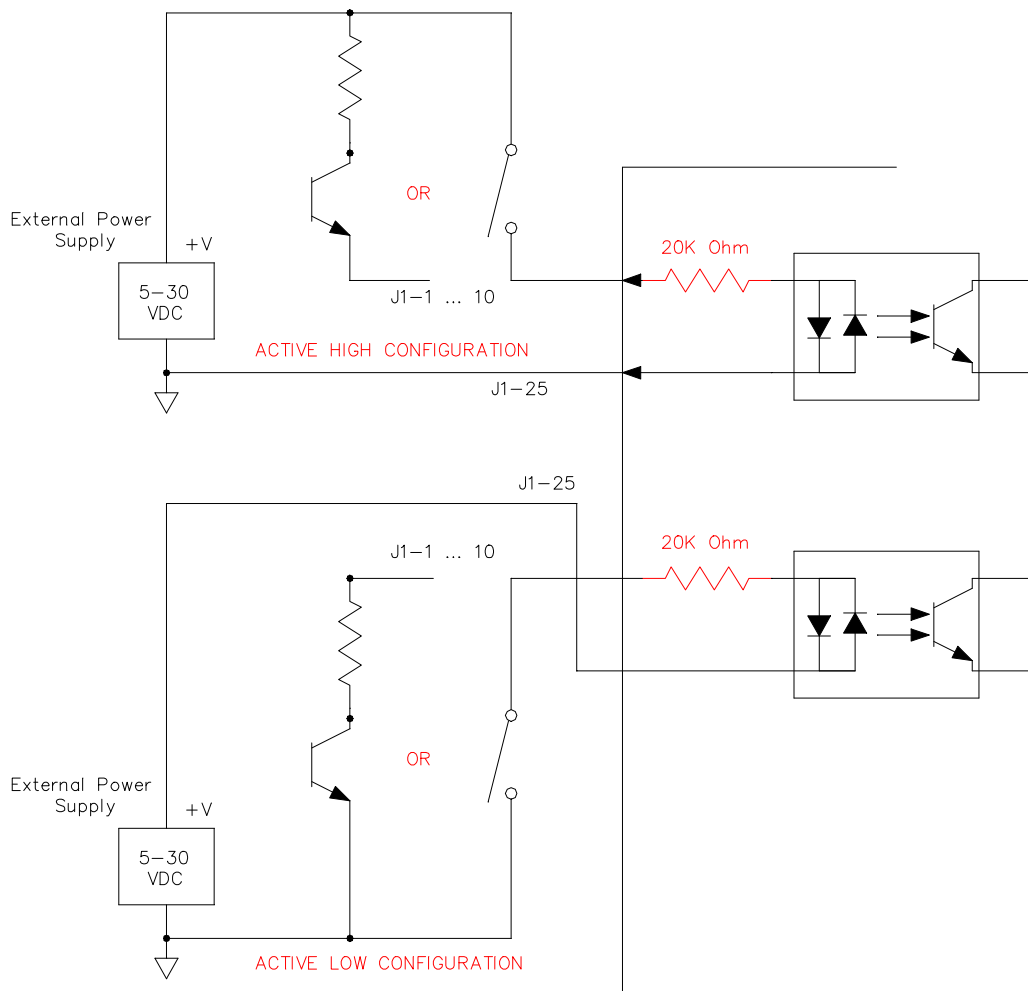 OR
External Power
Supply
+V
20K Ohm
5-30
VDC
J1-1 ... 10
ACTIVE HIGH CONFIGURATION
J1-25
J1-25
J1-1 ... 10
20K Ohm
OR
External Power
Supply
+V
5-30
VDC
ACTIVE LOW CONFIGURATION